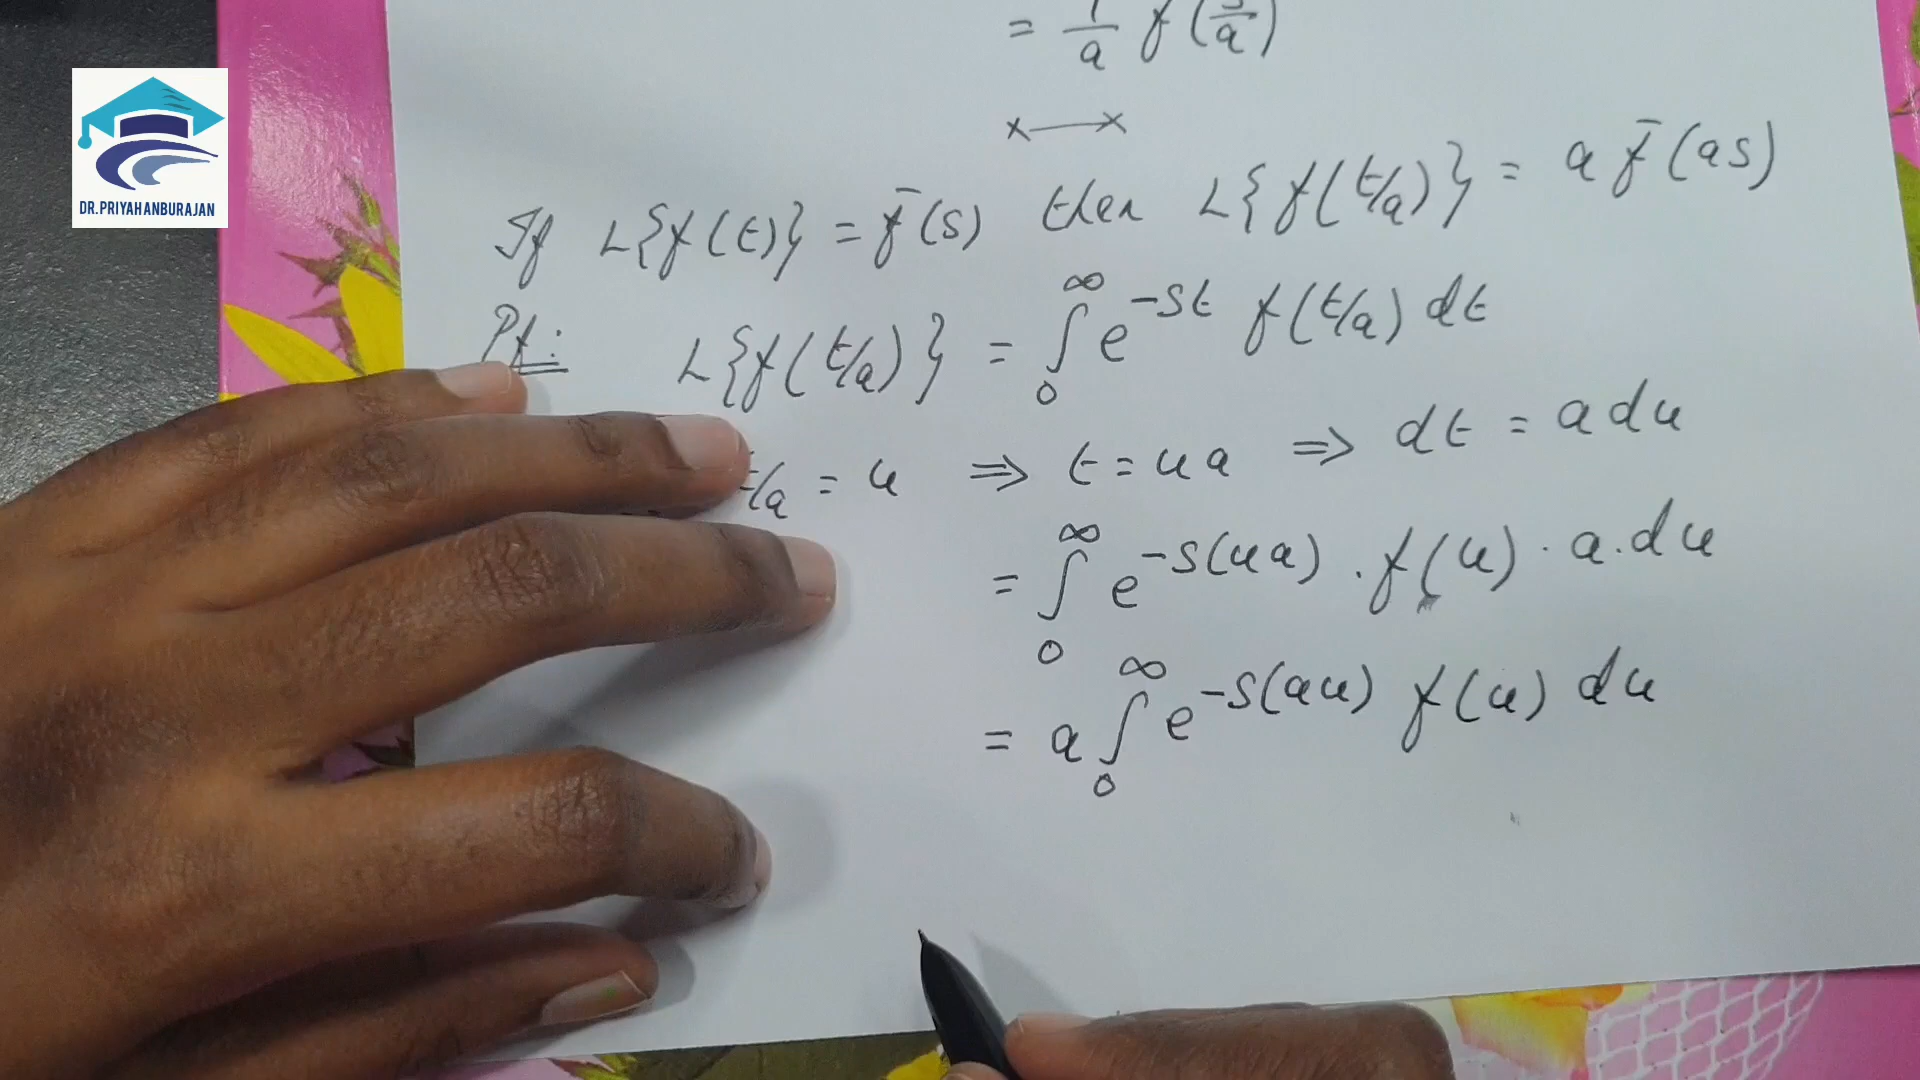 = 1/a f(s/a)
x—x
If L{f(t)} = f̄(s) then L{f(t/a)} = a f̄(as)
Pf: L{f(t/a)} = ∫₀^∞ e^{-st} f(t/a) dt
t/a = u ⇒ t = ua ⇒ dt = a du
= ∫₀^∞ e^{-s(ua)} . f(u) . a. du
= a ∫₀^∞ e^{-s(au)} f(u) du
DR.PRIYAHANBURAJAN